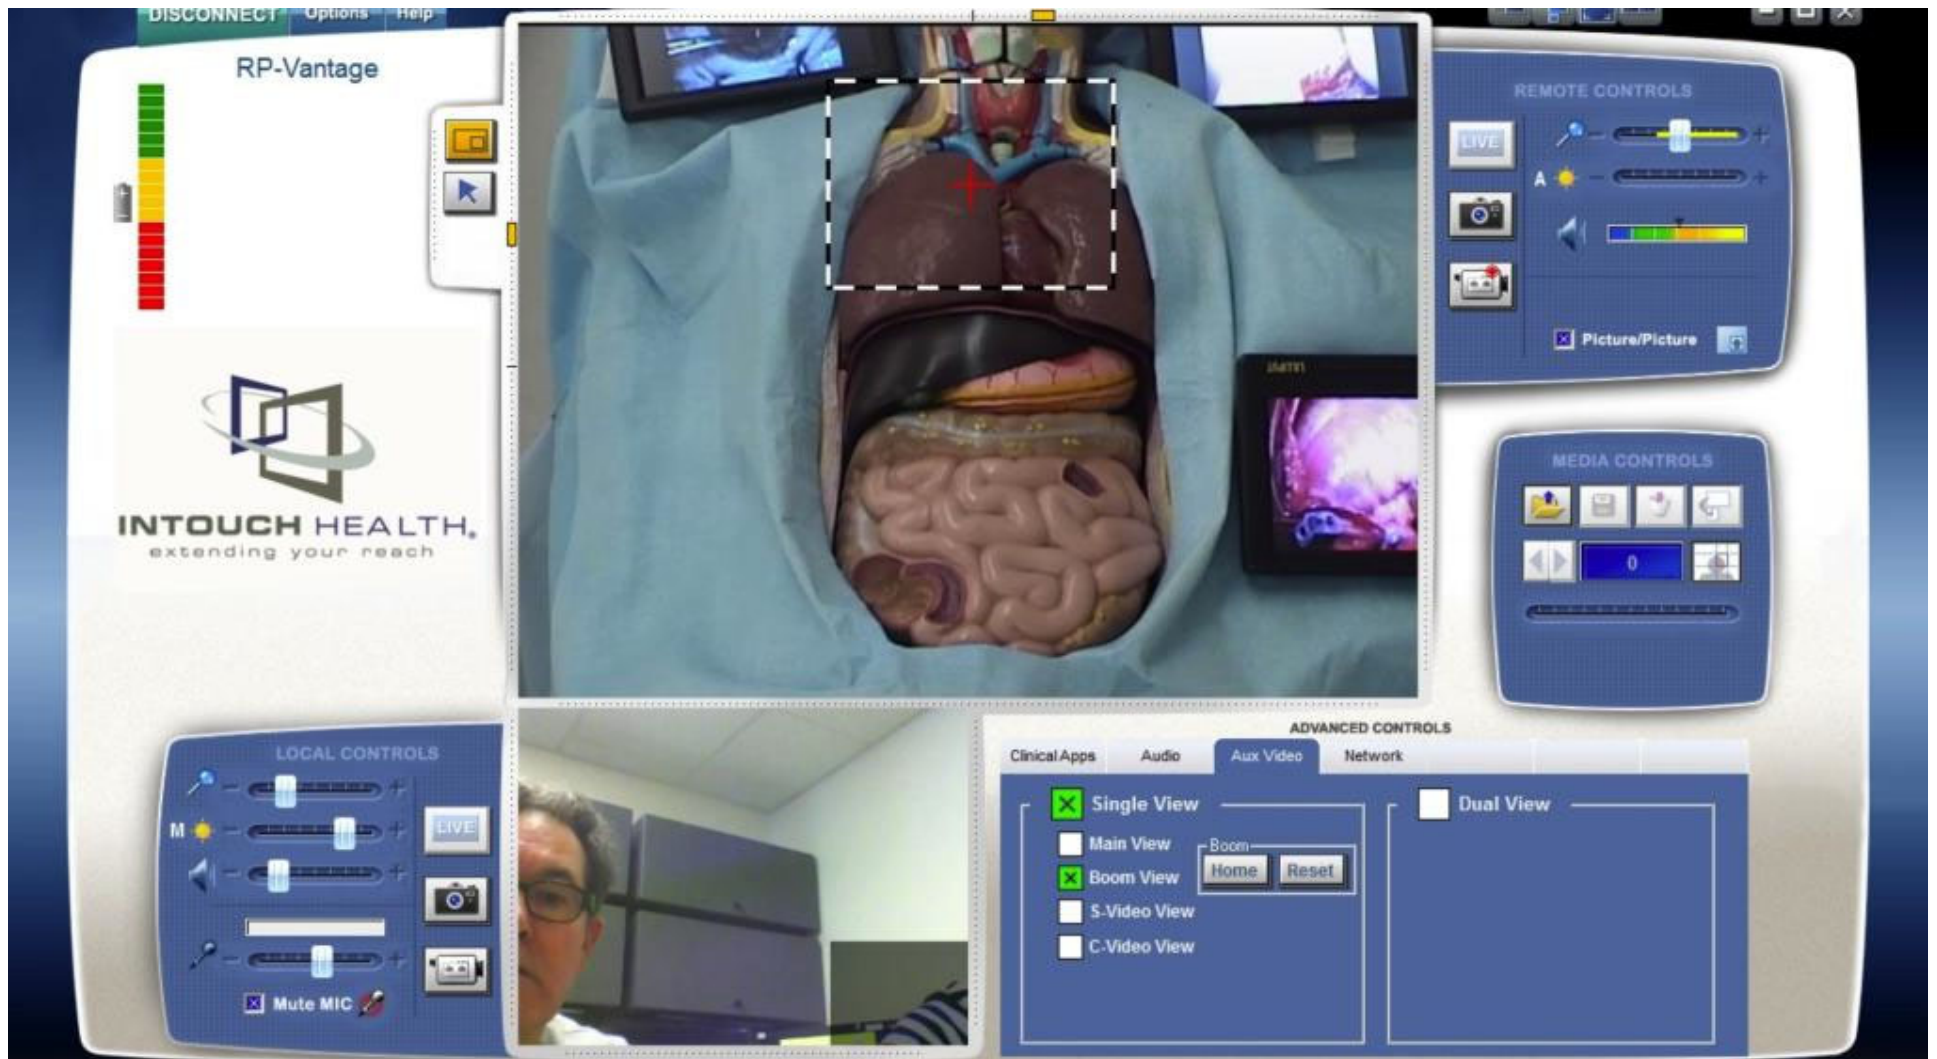 DISCONNECT Options Help
RP-Vantage
REMOTE CONTROLS
LIVE
A
Picture/Picture
INTOUCH HEALTH®
extending your reach
MEDIA CONTROLS
0
LOCAL CONTROLS
M
LIVE
Mute MIC
ADVANCED CONTROLS
Clinical Apps Audio Aux Video Network
Single View
Main View
Boom View
S-Video View
C-Video View
Boom
Home Reset
Dual View